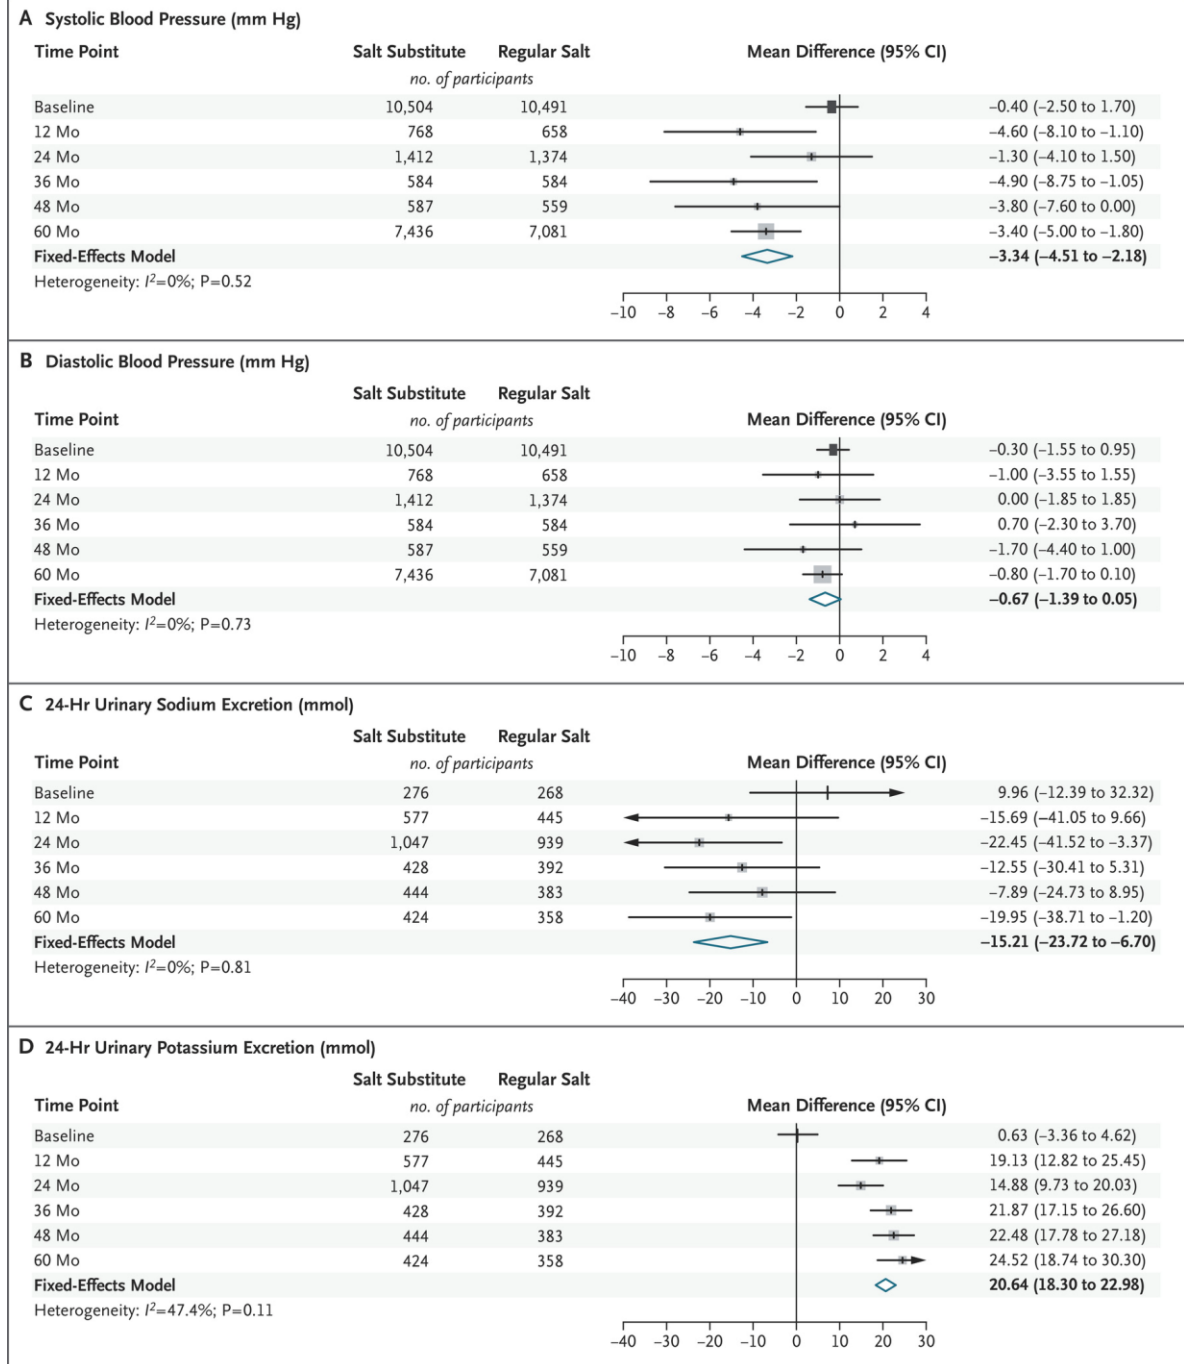 A Systolic Blood Pressure (mm Hg)
Time Point Salt Substitute Regular Salt Mean Difference (95% CI)
no. of participants
Baseline 10,504 10,491 −0.40 (−2.50 to 1.70)
12 Mo 768 658 −4.60 (−8.10 to −1.10)
24 Mo 1,412 1,374 −1.30 (−4.10 to 1.50)
36 Mo 584 584 −4.90 (−8.75 to −1.05)
48 Mo 587 559 −3.80 (−7.60 to 0.00)
60 Mo 7,436 7,081 −3.40 (−5.00 to −1.80)
Fixed-Effects Model −3.34 (−4.51 to −2.18)
Heterogeneity: I²=0%; P=0.52
−10 −8 −6 −4 −2 0 2 4
B Diastolic Blood Pressure (mm Hg)
Salt Substitute Regular Salt
Time Point no. of participants Mean Difference (95% CI)
Baseline 10,504 10,491 −0.30 (−1.55 to 0.95)
12 Mo 768 658 −1.00 (−3.55 to 1.55)
24 Mo 1,412 1,374 0.00 (−1.85 to 1.85)
36 Mo 584 584 0.70 (−2.30 to 3.70)
48 Mo 587 559 −1.70 (−4.40 to 1.00)
60 Mo 7,436 7,081 −0.80 (−1.70 to 0.10)
Fixed-Effects Model −0.67 (−1.39 to 0.05)
Heterogeneity: I²=0%; P=0.73
−10 −8 −6 −4 −2 0 2 4
C 24-Hr Urinary Sodium Excretion (mmol)
Salt Substitute Regular Salt
Time Point no. of participants Mean Difference (95% CI)
Baseline 276 268 9.96 (−12.39 to 32.32)
12 Mo 577 445 −15.69 (−41.05 to 9.66)
24 Mo 1,047 939 −22.45 (−41.52 to −3.37)
36 Mo 428 392 −12.55 (−30.41 to 5.31)
48 Mo 444 383 −7.89 (−24.73 to 8.95)
60 Mo 424 358 −19.95 (−38.71 to −1.20)
Fixed-Effects Model −15.21 (−23.72 to −6.70)
Heterogeneity: I²=0%; P=0.81
−40 −30 −20 −10 0 10 20 30
D 24-Hr Urinary Potassium Excretion (mmol)
Salt Substitute Regular Salt
Time Point no. of participants Mean Difference (95% CI)
Baseline 276 268 0.63 (−3.36 to 4.62)
12 Mo 577 445 19.13 (12.82 to 25.45)
24 Mo 1,047 939 14.88 (9.73 to 20.03)
36 Mo 428 392 21.87 (17.15 to 26.60)
48 Mo 444 383 22.48 (17.78 to 27.18)
60 Mo 424 358 24.52 (18.74 to 30.30)
Fixed-Effects Model 20.64 (18.30 to 22.98)
Heterogeneity: I²=47.4%; P=0.11
−40 −30 −20 −10 0 10 20 30